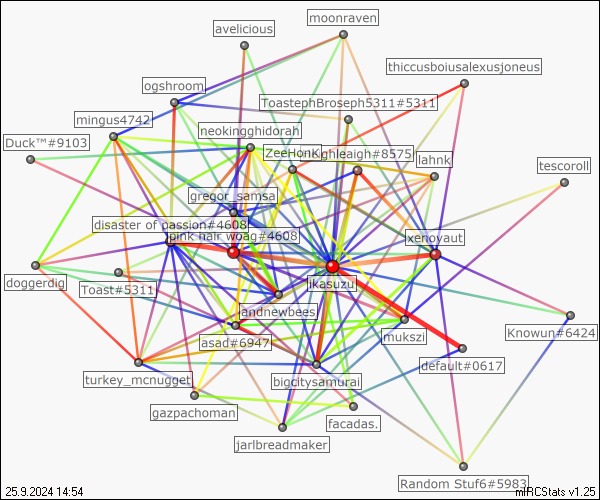 moonraven
avelicious
thiccusboiusalexusjoneus
ogshroom
ToastephBroseph5311#5311
mingus4742
neokingghidorah
Duck™#9103
ZeeHonk
Kighleigh#8575
lahnk
tescoroll
gregor_samsa
disaster of passion#4608
pink hair woag#4608
xenoyaut
doggerdig
Toast#5311
ikasuzu
andnewbees
Knowun#6424
asad#6947
mukszi
default#0617
turkey_mcnugget
bigcitysamurai
gazpachoman
facadas.
jarlbreadmaker
Random Stuf6#5983
25.9.2024 14:54
mIRCStats v1.25